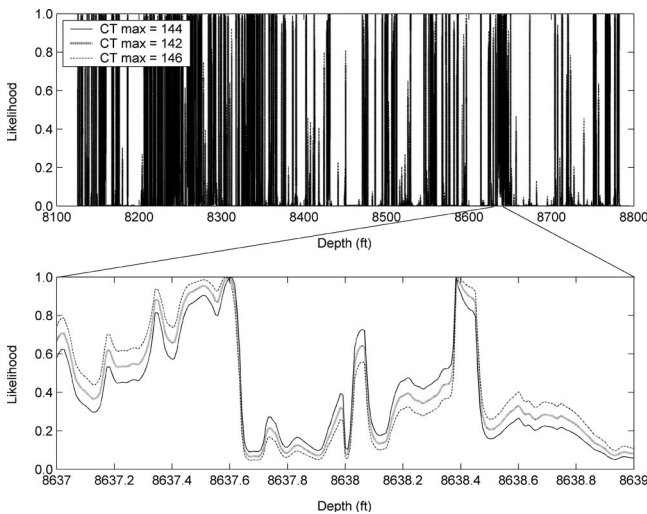 1.0
0.8
0.6
0.4
0.2
0.0
Likelihood
CT max = 144
CT max = 142
CT max = 146
8100 8200 8300 8400 8500 8600 8700 8800
Depth (ft)
1.0
0.8
0.6
0.4
0.2
0.0
Likelihood
8637 8637.2 8637.4 8637.6 8637.8 8638 8638.2 8638.4 8638.6 8638.8 8639
Depth (ft)